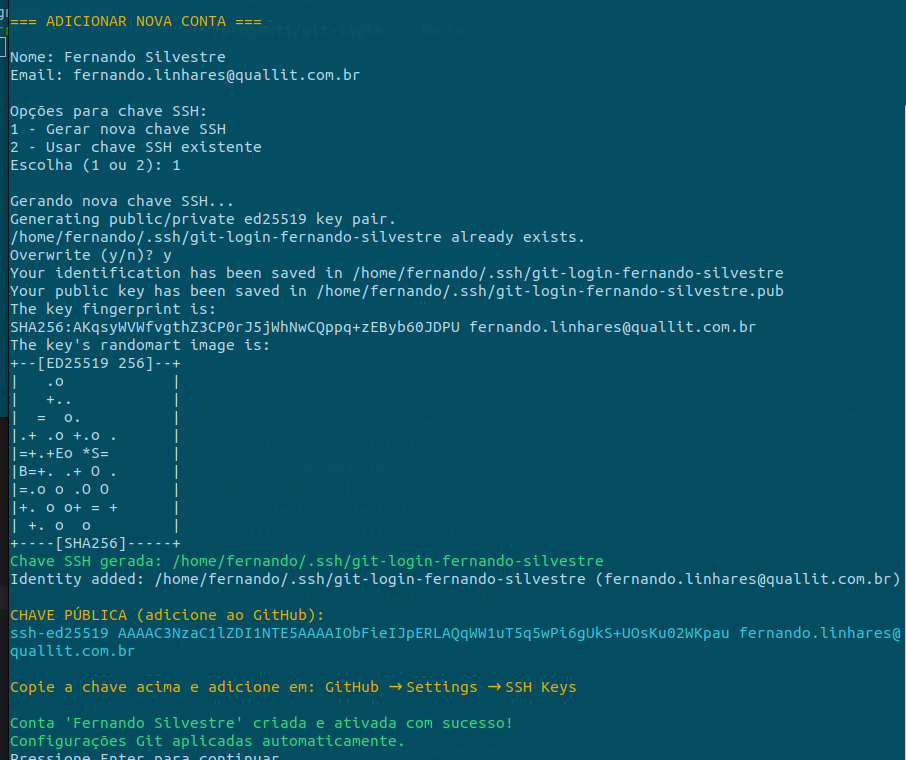 === ADICIONAR NOVA CONTA ===
Nome: Fernando Silvestre
Email: fernando.linhares@quallit.com.br
Opções para chave SSH:
1 - Gerar nova chave SSH
2 - Usar chave SSH existente
Escolha (1 ou 2): 1
Gerando nova chave SSH...
Generating public/private ed25519 key pair.
/home/fernando/.ssh/git-login-fernando-silvestre already exists.
Overwrite (y/n)? y
Your identification has been saved in /home/fernando/.ssh/git-login-fernando-silvestre
Your public key has been saved in /home/fernando/.ssh/git-login-fernando-silvestre.pub
The key fingerprint is:
SHA256:AKqsyWVWfvgthZ3CP0rJ5jWhNwCQppq+zEByb60JDPU fernando.linhares@quallit.com.br
The key's randomart image is:
+--[ED25519 256]--+
|   .o            |
|   +..           |
|  =  o.          |
|.+ .o +.o .      |
|=+.+Eo *S=       |
|B=+. .+ O .      |
|=.o o .O O       |
|+. o o+ = +      |
| +. o  o         |
+----[SHA256]-----+
Chave SSH gerada: /home/fernando/.ssh/git-login-fernando-silvestre
Identity added: /home/fernando/.ssh/git-login-fernando-silvestre (fernando.linhares@quallit.com.br)
CHAVE PÚBLICA (adicione ao GitHub):
ssh-ed25519 AAAAC3NzaC1lZDI1NTE5AAAAIObFieIJpERLAQqWW1uT5q5wPi6gUkS+UOsKu02WKpau fernando.linhares@
quallit.com.br
Copie a chave acima e adicione em: GitHub → Settings → SSH Keys
Conta 'Fernando Silvestre' criada e ativada com sucesso!
Configurações Git aplicadas automaticamente.
Pressione Enter para continuar